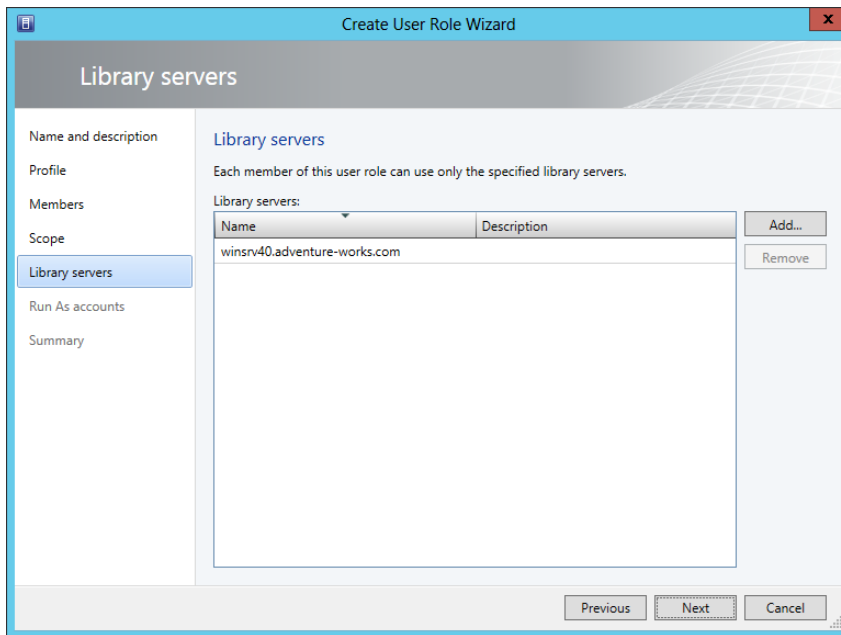 Create User Role Wizard
x
Library servers
Name and description
Profile
Members
Scope
Library servers
Run As accounts
Summary
Library servers
Each member of this user role can use only the specified library servers.
Library servers:
Name Description
winsrv40.adventure-works.com
Add...
Remove
Previous Next Cancel